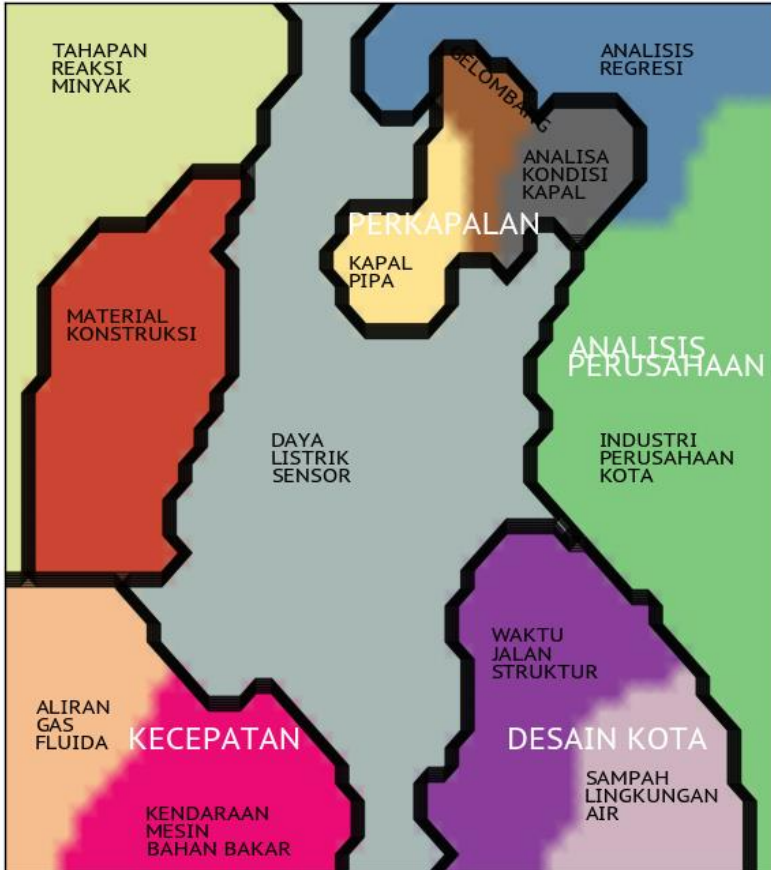 TAHAPAN
REAKSI
MINYAK
GELOMBANG
ANALISIS
REGRESI
ANALISA
KONDISI
KAPAL
PERKAPALAN
KAPAL
PIPA
MATERIAL
KONSTRUKSI
ANALISIS
PERUSAHAAN
DAYA
LISTRIK
SENSOR
INDUSTRI
PERUSAHAAN
KOTA
WAKTU
JALAN
STRUKTUR
ALIRAN
GAS
FLUIDA
KECEPATAN
DESAIN KOTA
KENDARAAN
MESIN
BAHAN BAKAR
SAMPAH
LINGKUNGAN
AIR